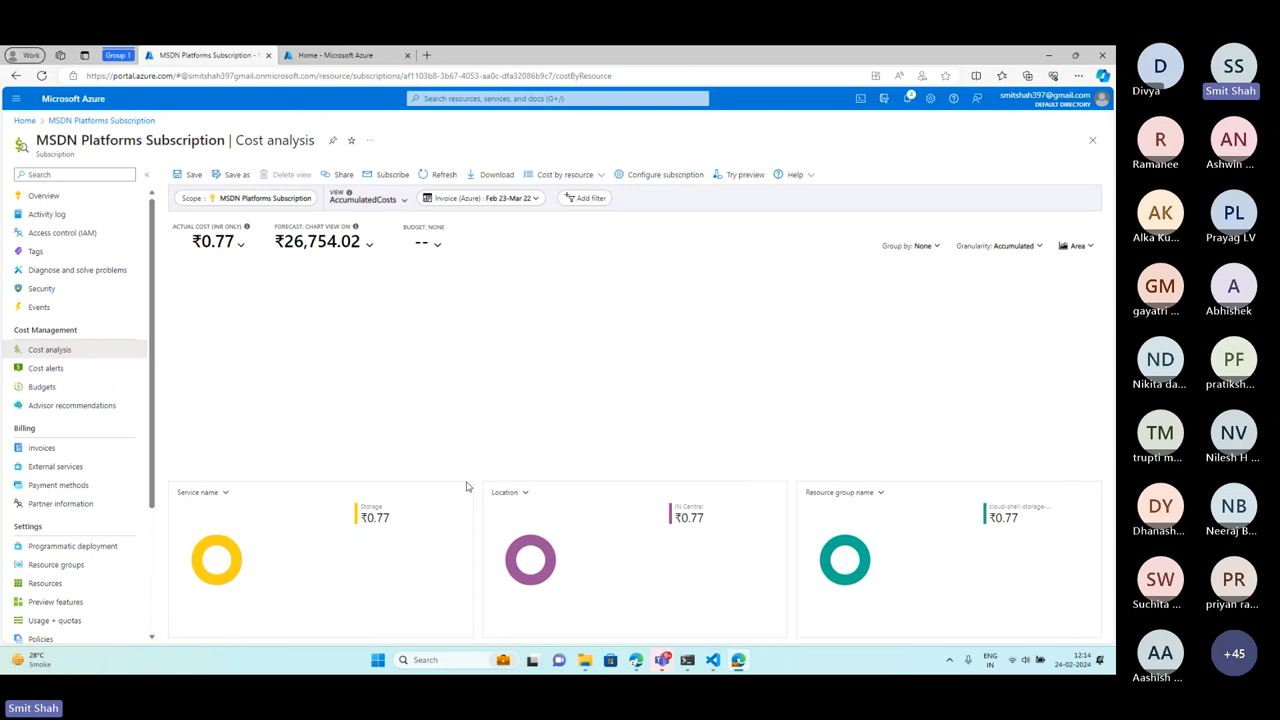 Work
Group 1
MSDN Platforms Subscription -
Home - Microsoft Azure
https://portal.azure.com/#@smitshah397gmail.onmicrosoft.com/resource/subscriptions/af1103b8-3b67-4053-aa0c-dfa32086b9c7/costByResource
Microsoft Azure
Search resources, services, and docs (G+/)
4
smitshah397@gmail.com
DEFAULT DIRECTORY
Home > MSDN Platforms Subscription
MSDN Platforms Subscription | Cost analysis
Subscription
Search
Save
Save as
Delete view
Share
Subscribe
Refresh
Download
Cost by resource
Configure subscription
Try preview
Help
Overview
Activity log
Access control (IAM)
Tags
Diagnose and solve problems
Security
Events
Cost Management
Cost analysis
Cost alerts
Budgets
Advisor recommendations
Billing
Invoices
External services
Payment methods
Partner information
Settings
Programmatic deployment
Resource groups
Resources
Preview features
Usage + quotas
Policies
Scope : MSDN Platforms Subscription
VIEW
AccumulatedCosts
Invoice (Azure) : Feb 23-Mar 22
Add filter
ACTUAL COST (INR ONLY)
₹0.77
FORECAST: CHART VIEW ON
₹26,754.02
BUDGET: NONE
--
Group by: None
Granularity: Accumulated
Area
Service name
Storage
₹0.77
Location
IN Central
₹0.77
Resource group name
cloud-shell-storage-...
₹0.77
28°C
Smoke
Search
ENG
IN
12:14
24-02-2024
D
Divya
SS
Smit Shah
R
Ramanee
AN
Ashwin ...
AK
Alka Ku...
PL
Prayag LV
GM
gayatri ...
A
Abhishek
ND
Nikita da...
PF
pratiksh...
TM
trupti m...
NV
Nilesh H ...
DY
Dhanash...
NB
Neeraj B...
SW
Suchita ...
PR
priyan ra...
AA
Aashish ...
+45
Smit Shah